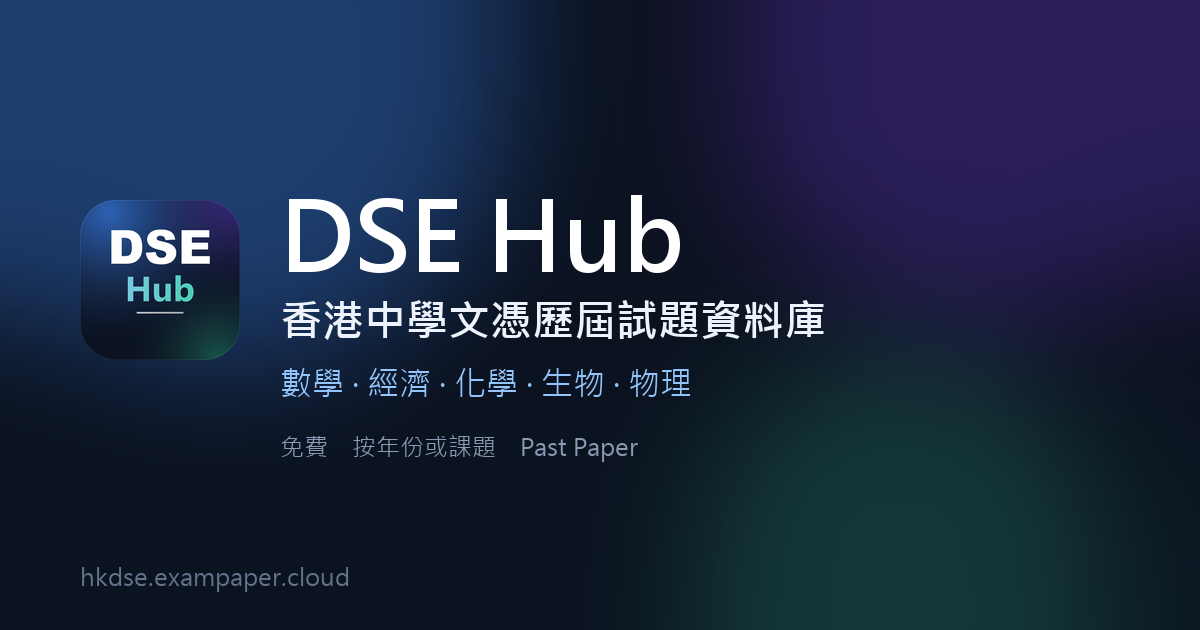 DSE
Hub
DSE Hub
香港中學文憑歷屆試題資料庫
數學 · 經濟 · 化學 · 生物 · 物理
免費 按年份或課題 Past Paper
hkdse.exampaper.cloud